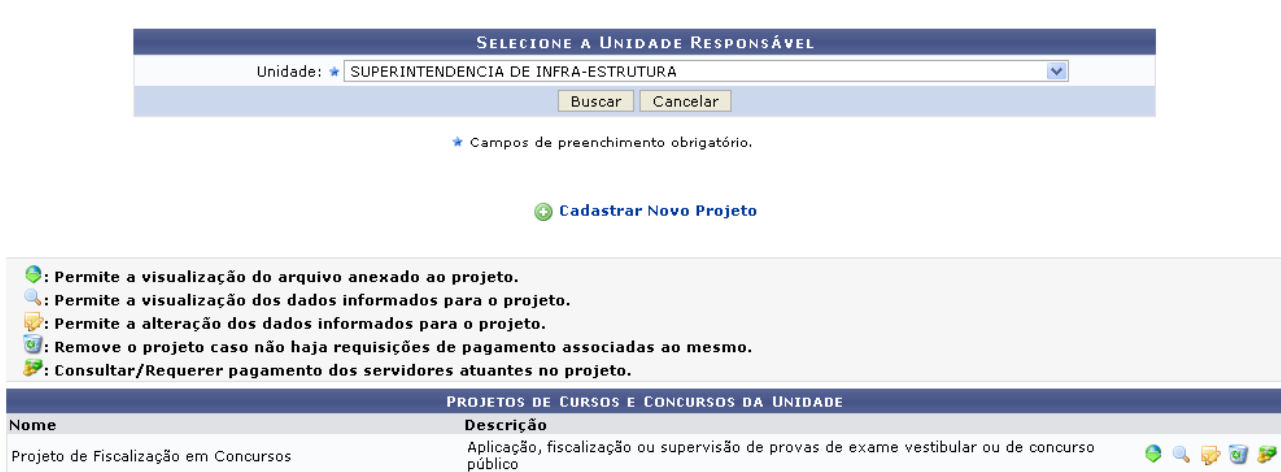 SELECIONE A UNIDADE RESPONSÁVEL
Unidade: SUPERINTENDENCIA DE INFRA-ESTRUTURA
Buscar Cancelar
Campos de preenchimento obrigatório.
Cadastrar Novo Projeto
: Permite a visualização do arquivo anexado ao projeto.
: Permite a visualização dos dados informados para o projeto.
: Permite a alteração dos dados informados para o projeto.
: Remove o projeto caso não haja requisições de pagamento associadas ao mesmo.
: Consultar/Requerer pagamento dos servidores atuantes no projeto.
PROJETOS DE CURSOS E CONCURSOS DA UNIDADE
Nome Descrição
Projeto de Fiscalização em Concursos Aplicação, fiscalização ou supervisão de provas de exame vestibular ou de concurso
público